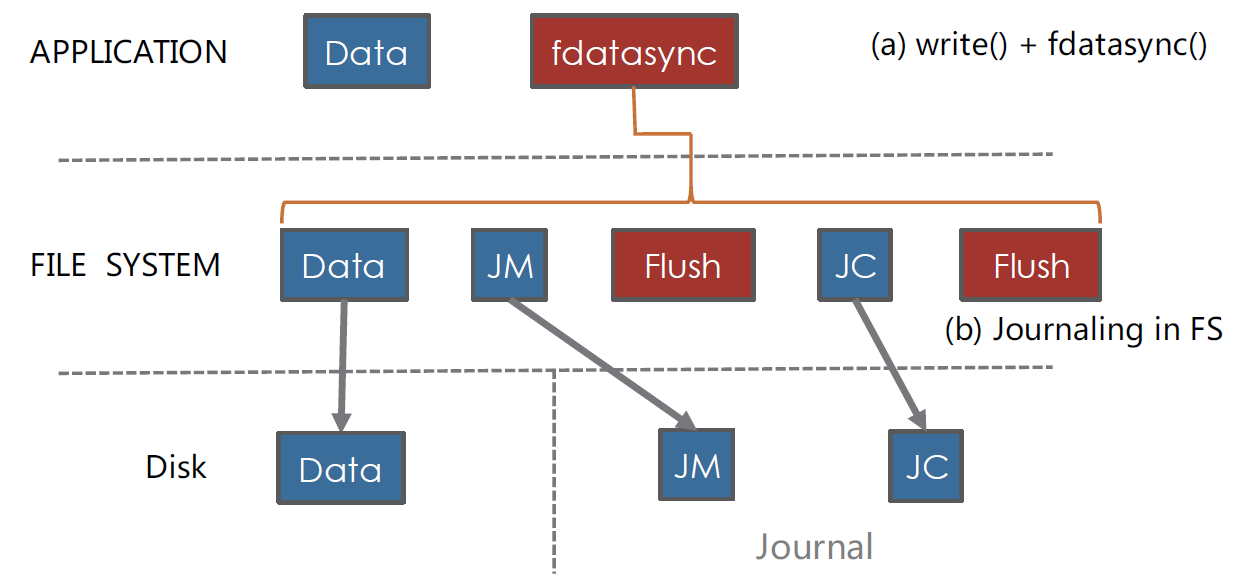 APPLICATION
Data
fdatasync
(a) write() + fdatasync()
FILE SYSTEM
Data
JM
Flush
JC
Flush
(b) Journaling in FS
Disk
Data
JM
JC
Journal